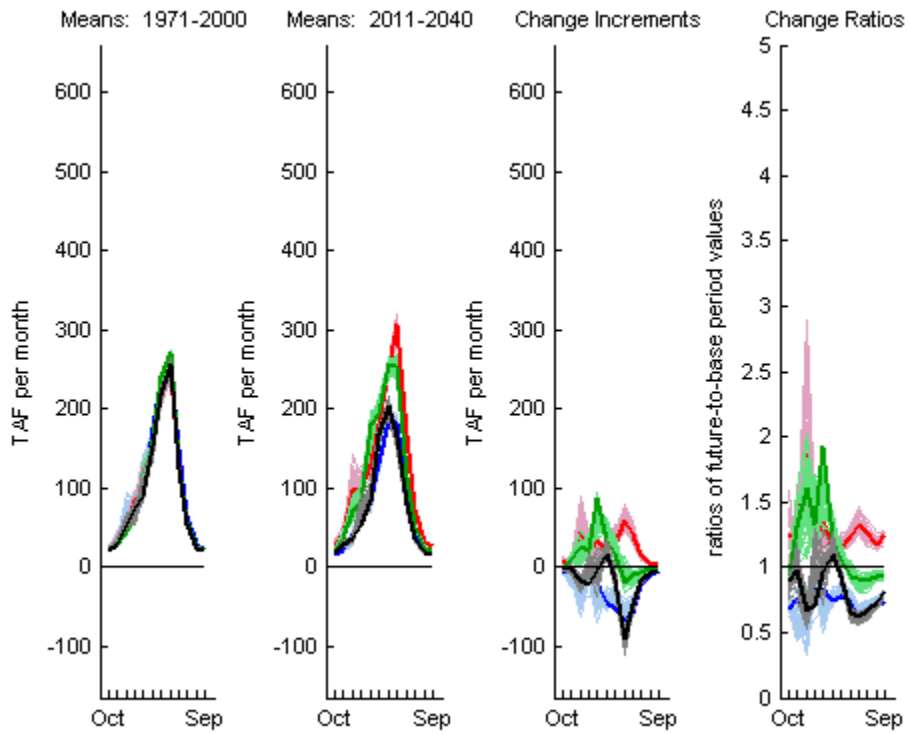 Means: 1971-2000
Means: 2011-2040
Change Increments
Change Ratios
TAF per month
600
500
400
300
200
100
0
-100
Oct
Sep
TAF per month
600
500
400
300
200
100
0
-100
Oct
Sep
TAF per month
600
500
400
300
200
100
0
-100
Oct
Sep
ratios of future-to-base period values
5
4.5
4
3.5
3
2.5
2
1.5
1
0.5
0
Oct
Sep